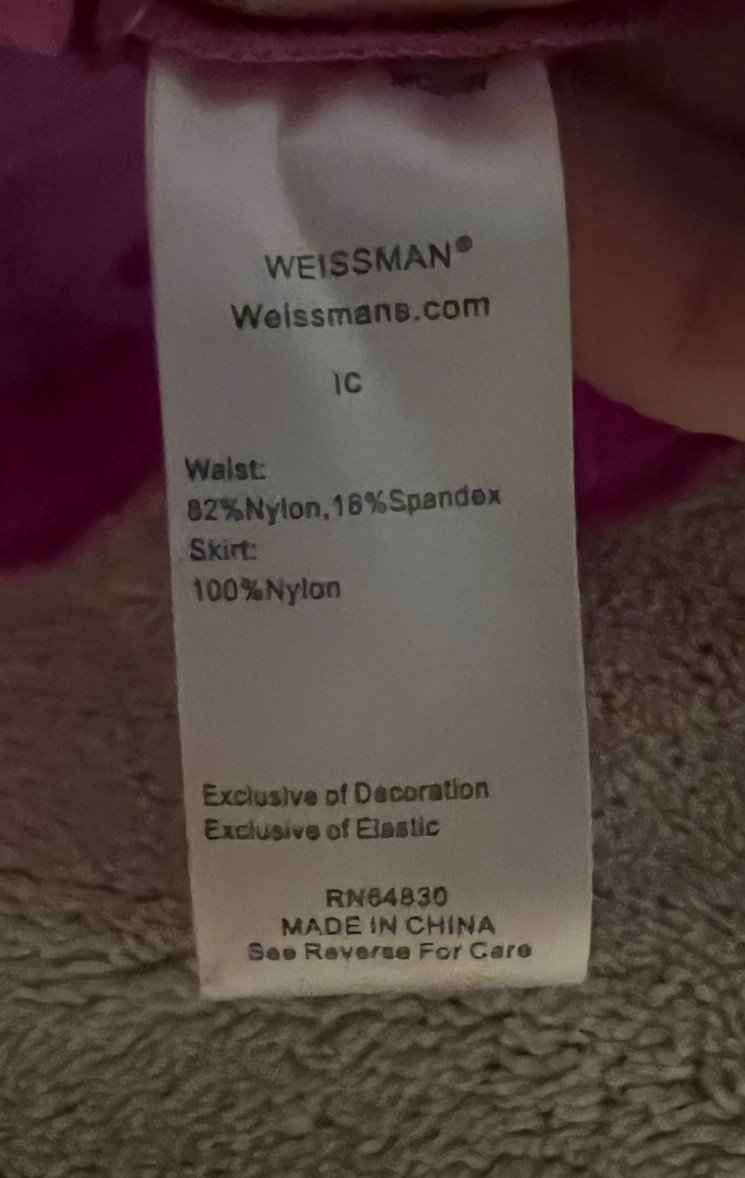 WEISSMAN®
Weissmans.com
IC
Waist:
82%Nylon,18%Spandex
Skirt:
100%Nylon
Exclusive of Decoration
Exclusive of Elastic
RN64830
MADE IN CHINA
See Reverse For Care